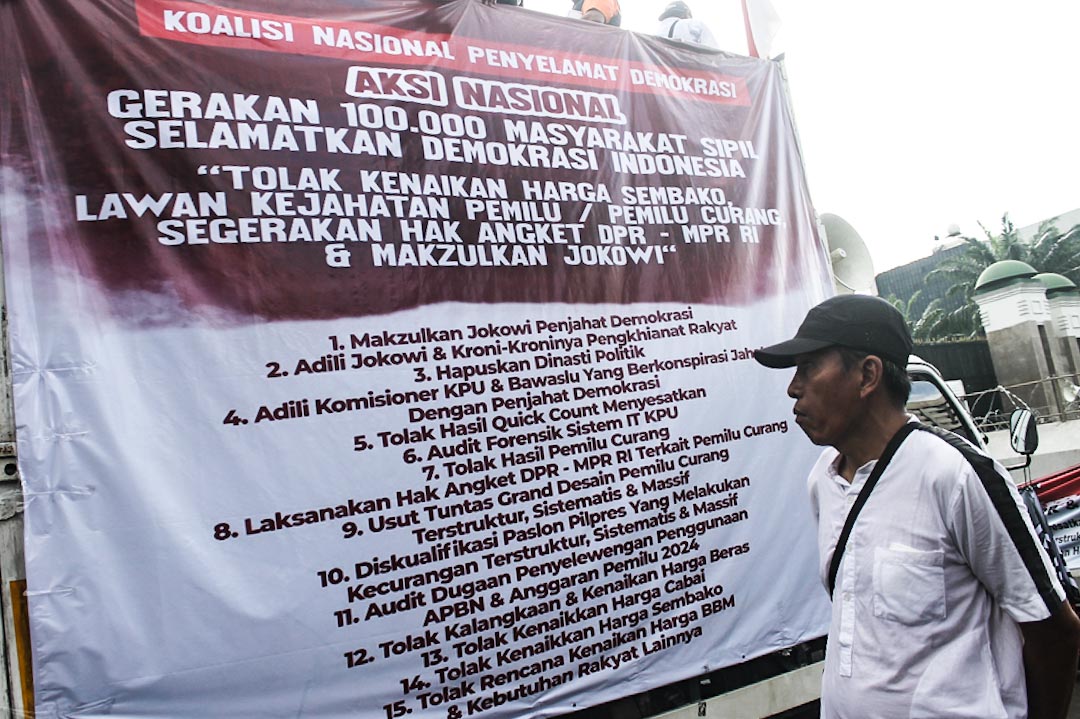 KOALISI NASIONAL PENYELAMAT DEMOKRASI
AKSI NASIONAL
GERAKAN 100.000 MASYARAKAT SIPIL
SELAMATKAN DEMOKRASI INDONESIA
“TOLAK KENAIKAN HARGA SEMBAKO,
LAWAN KEJAHATAN PEMILU / PEMILU CURANG,
SEGERAKAN HAK ANGKET DPR - MPR RI
& MAKZULKAN JOKOWI“
1. Makzulkan Jokowi Penjahat Demokrasi
2. Adili Jokowi & Kroni-Kroninya Pengkhianat Rakyat
3. Hapuskan Dinasti Politik
4. Adili Komisioner KPU & Bawaslu Yang Berkonspirasi
Dengan Penjahat Demokrasi
5. Tolak Hasil Quick Count Menyesatkan
6. Audit Forensik Sistem IT KPU
7. Tolak Hasil Pemilu Curang
8. Laksanakan Hak Angket DPR - MPR RI Terkait Pemilu Curang
9. Usut Tuntas Grand Desain Pemilu Curang
Terstruktur, Sistematis & Massif
10. Diskualifikasi Paslon Pilpres Yang Melakukan
Kecurangan Terstruktur, Sistematis & Massif
11. Audit Dugaan Penyelewengan Penggunaan
APBN & Anggaran Pemilu 2024
12. Tolak Kalangkaan & Kenaikan Harga Beras
13. Tolak Kenaikkan Harga Cabai
14. Tolak Kenaikkan Harga Sembako
15. Tolak Rencana Kenaikan Harga BBM
& Kebutuhan Rakyat Lainnya